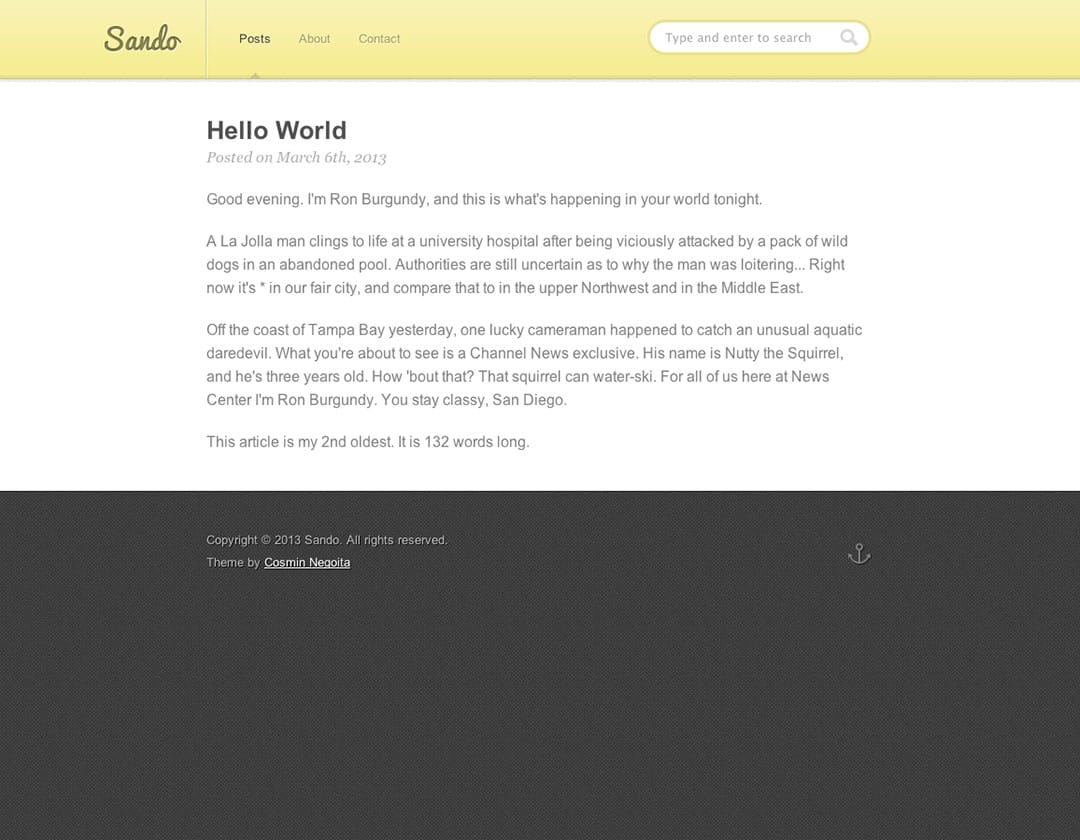 Sando
Posts
About
Contact
Type and enter to search
Hello World
Posted on March 6th, 2013
Good evening. I'm Ron Burgundy, and this is what's happening in your world tonight.
A La Jolla man clings to life at a university hospital after being viciously attacked by a pack of wild
dogs in an abandoned pool. Authorities are still uncertain as to why the man was loitering... Right
now it's * in our fair city, and compare that to in the upper Northwest and in the Middle East.
Off the coast of Tampa Bay yesterday, one lucky cameraman happened to catch an unusual aquatic
daredevil. What you're about to see is a Channel News exclusive. His name is Nutty the Squirrel,
and he's three years old. How 'bout that? That squirrel can water-ski. For all of us here at News
Center I'm Ron Burgundy. You stay classy, San Diego.
This article is my 2nd oldest. It is 132 words long.
Copyright © 2013 Sando. All rights reserved.
Theme by Cosmin Negoita